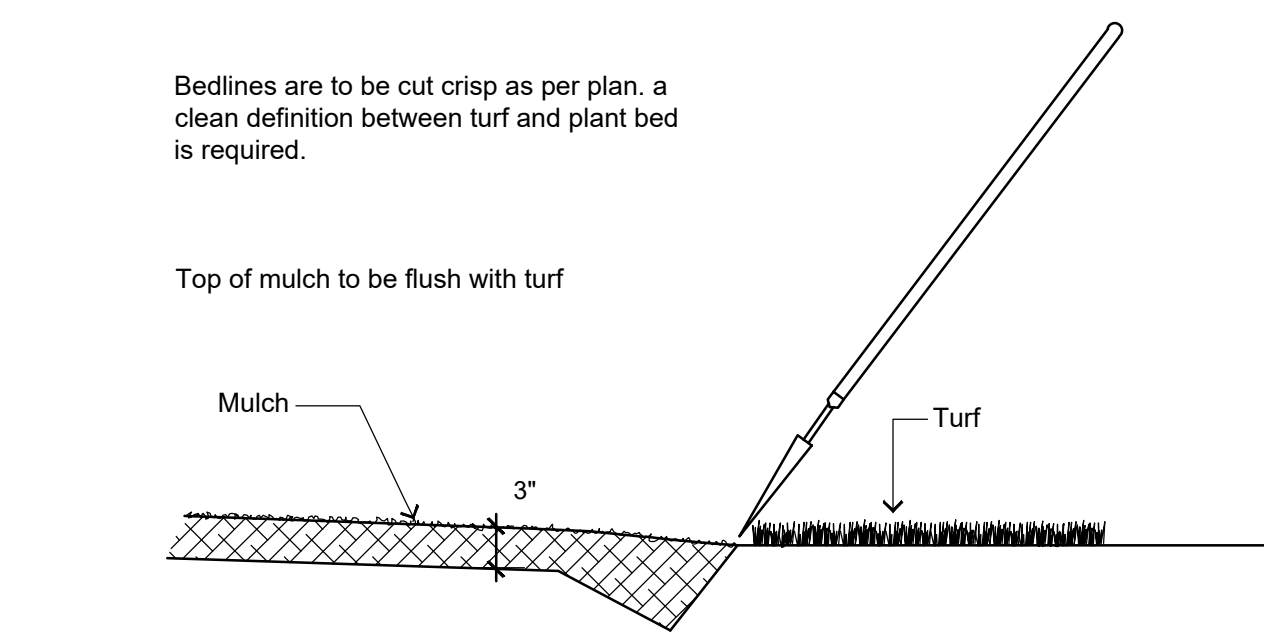 Bedlines are to be cut crisp as per plan. a
clean definition between turf and plant bed
is required.
Top of mulch to be flush with turf
Mulch
Turf
3"